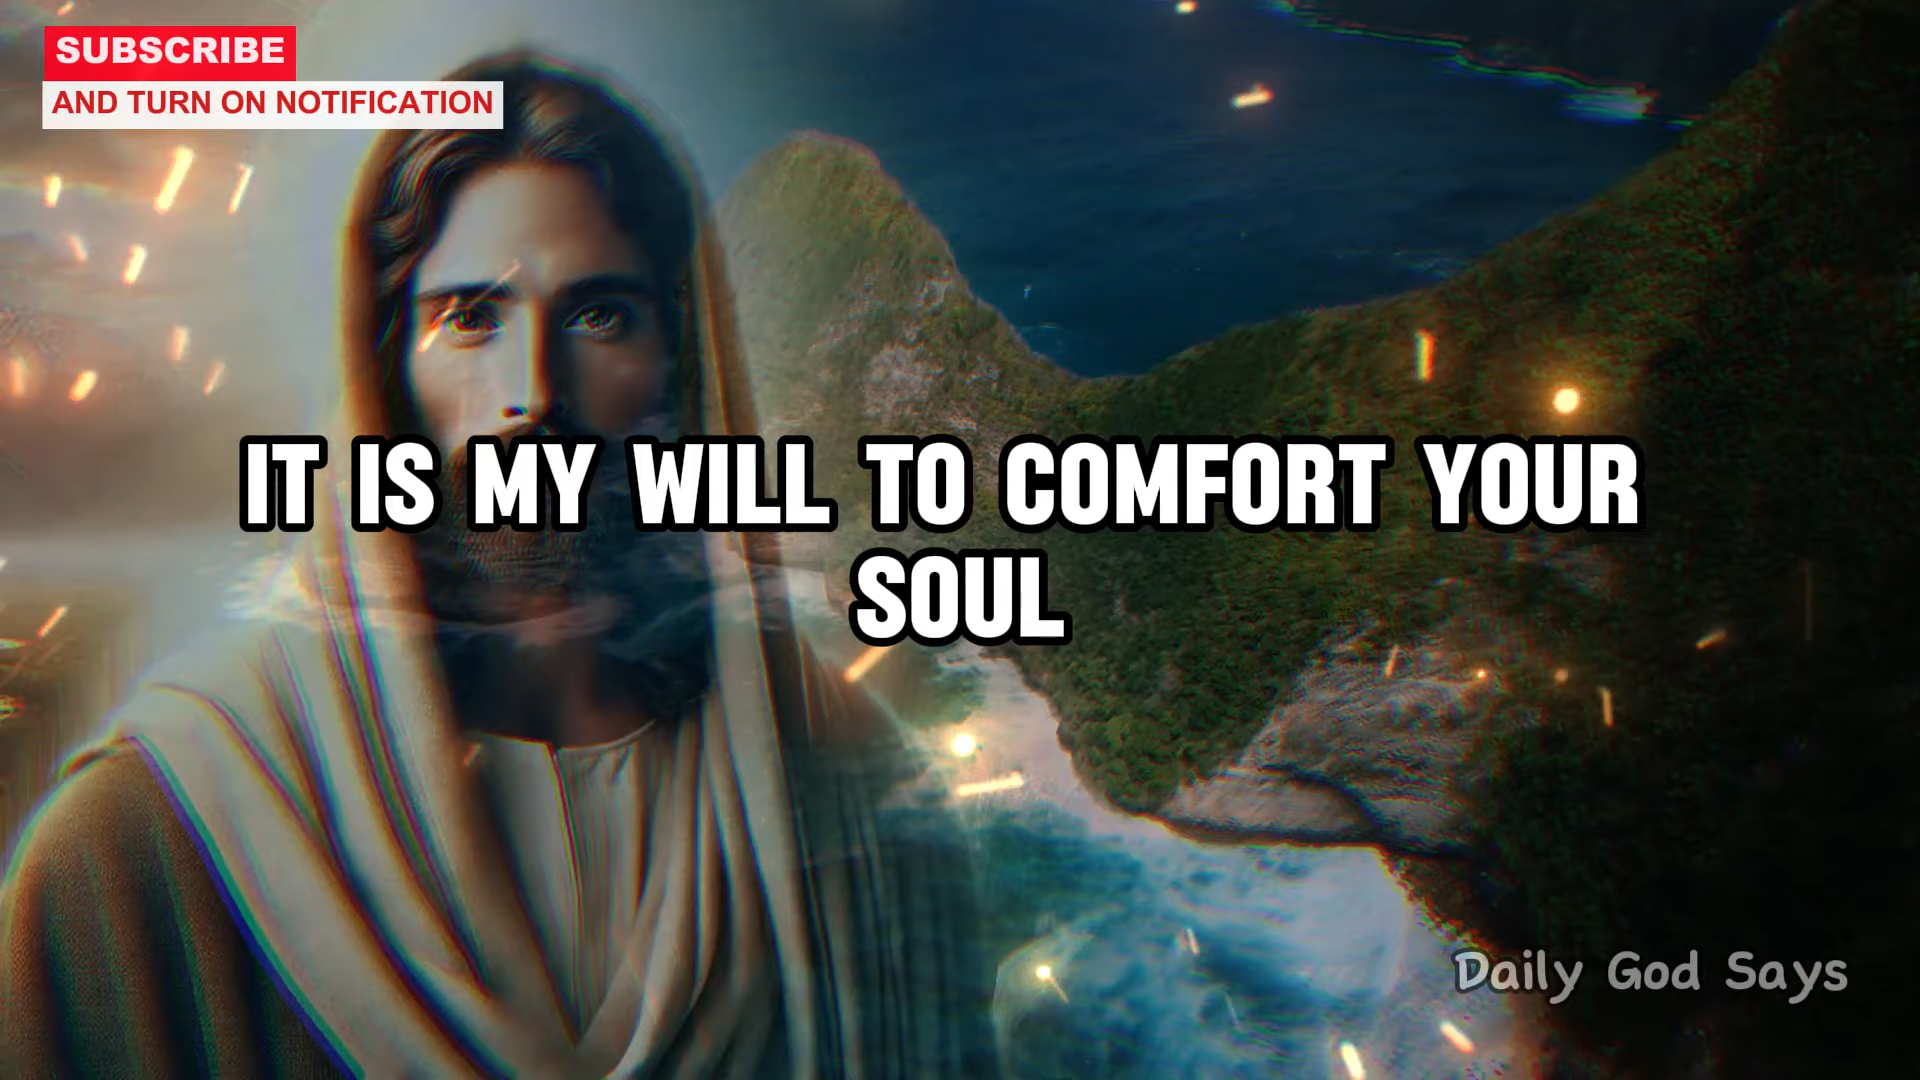 SUBSCRIBE
AND TURN ON NOTIFICATION
IT IS MY WILL TO COMFORT YOUR
SOUL
Daily God Says